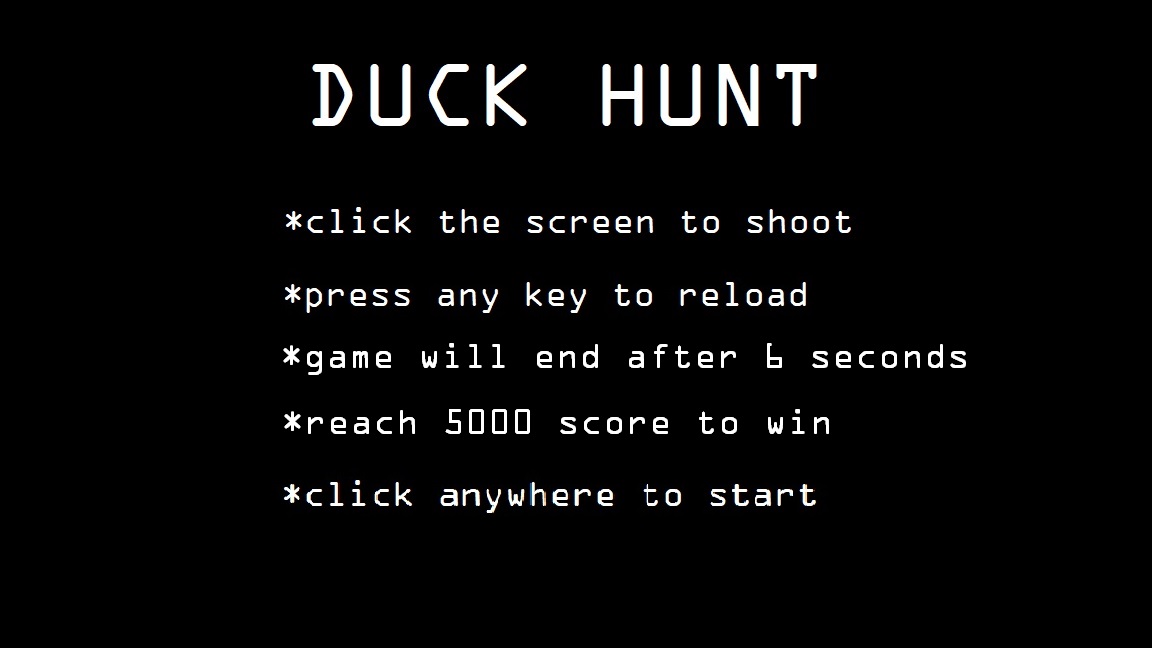 DUCK HUNT
*click the screen to shoot
*press any key to reload
*game will end after 6 seconds
*reach 5000 score to win
*click anywhere to start